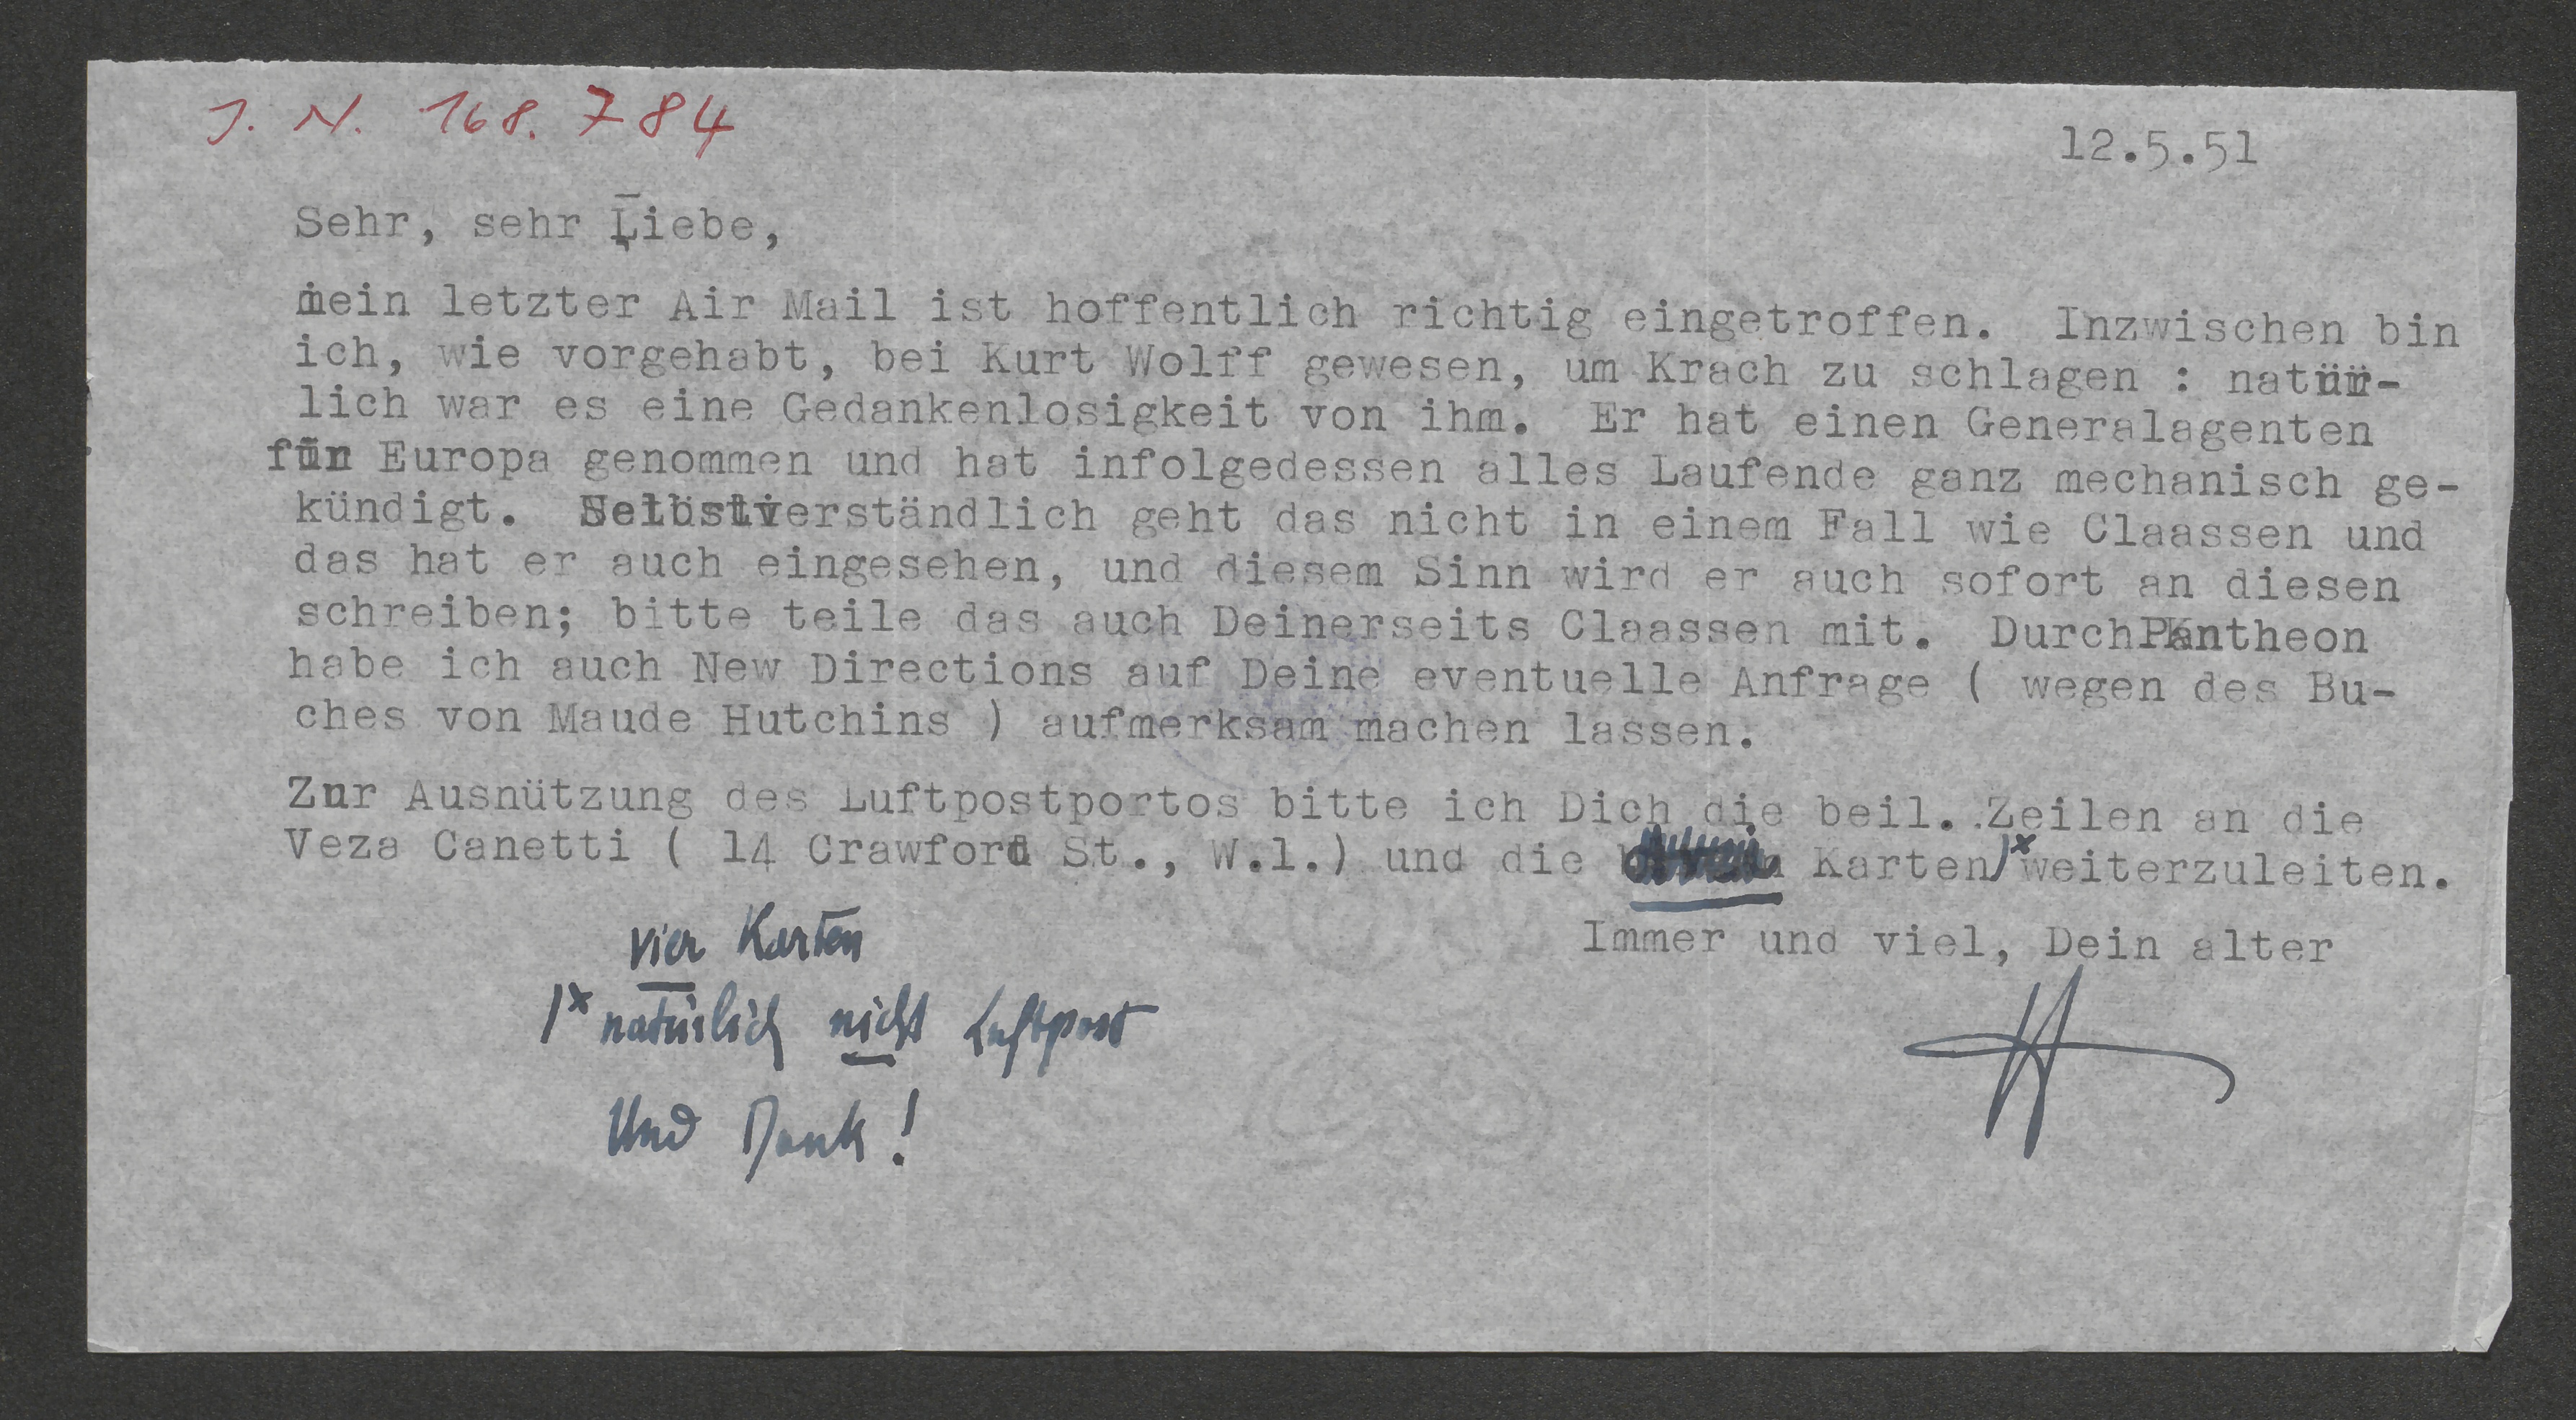 J. N. 168.784
12.5.51
Sehr, sehr Liebe,
mein letzter Air Mail ist hoffentlich richtig eingetroffen. Inzwischen bin
ich, wie vorgehabt, bei Kurt Wolff gewesen, um Krach zu schlagen : natür-
lich war es eine Gedankenlosigkeit von ihm. Er hat einen Generalagenten
für Europa genommen und hat infolgedessen alles Laufende ganz mechanisch ge-
kündigt. Selbstverständlich geht das nicht in einem Fall wie Claassen und
das hat er auch eingesehen, und diesem Sinn wird er auch sofort an diesen
schreiben; bitte teile das auch Deinerseits Claassen mit. Durch Pantheon
habe ich auch New Directions auf Deine eventuelle Anfrage ( wegen des Bu-
ches von Maude Hutchins ) aufmerksam machen lassen.
Zur Ausnützung des Luftpostportos bitte ich Dich die beil. Zeilen an die
Veza Canetti ( 14 Crawford St., W.1.) und die Karten/x weiterzuleiten.
vier Karten
Immer und viel, Dein alter
/x natürlich nicht Luftpost
H
Und Dank!